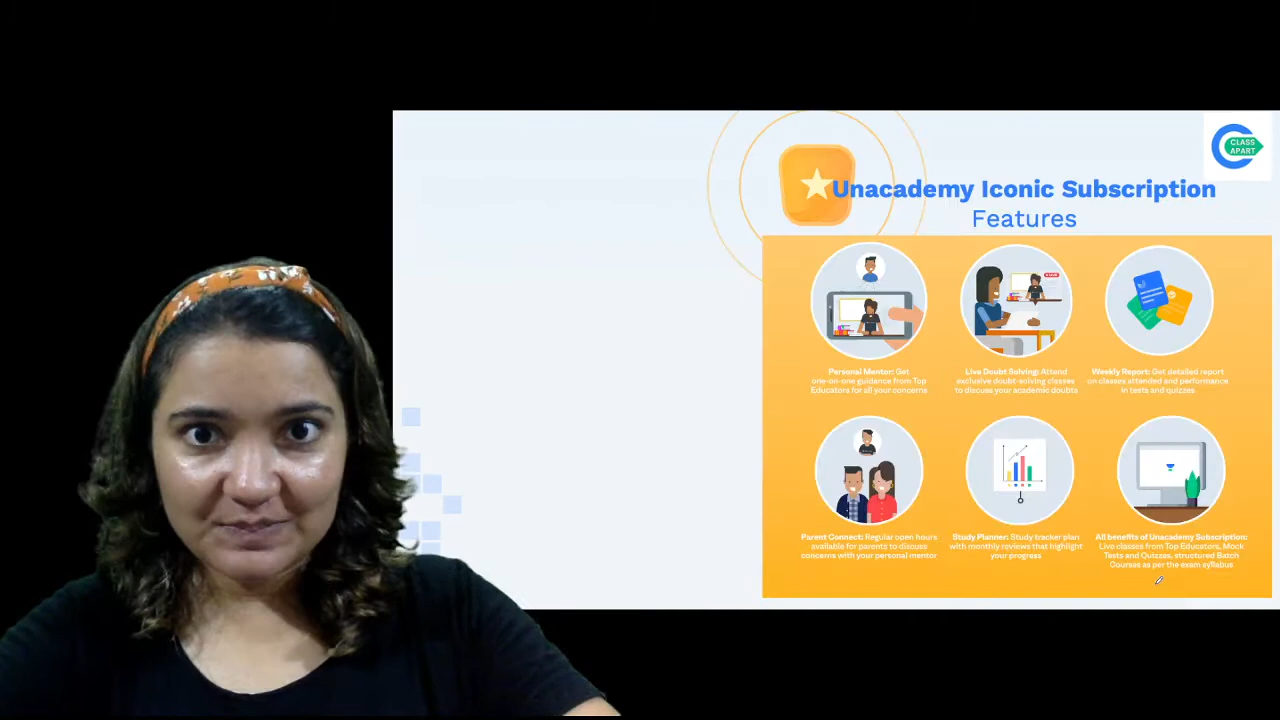 CLASS
APART
Unacademy Iconic Subscription
Features
Personal Mentor: Get
one-on-one guidance from Top
Educators for all your concerns
Live Doubt Solving: Attend
exclusive doubt-solving classes
to discuss your academic doubts
Weekly Report: Get detailed report
on classes attended and performance
in tests and quizzes
Parent Connect: Regular open hours
available for parents to discuss
concerns with your personal mentor
Study Planner: Study tracker plan
with monthly reviews that highlight
your progress
All benefits of Unacademy Subscription:
Live classes from Top Educators, Mock
Tests and Quizzes, structured Batch
Courses as per the exam syllabus